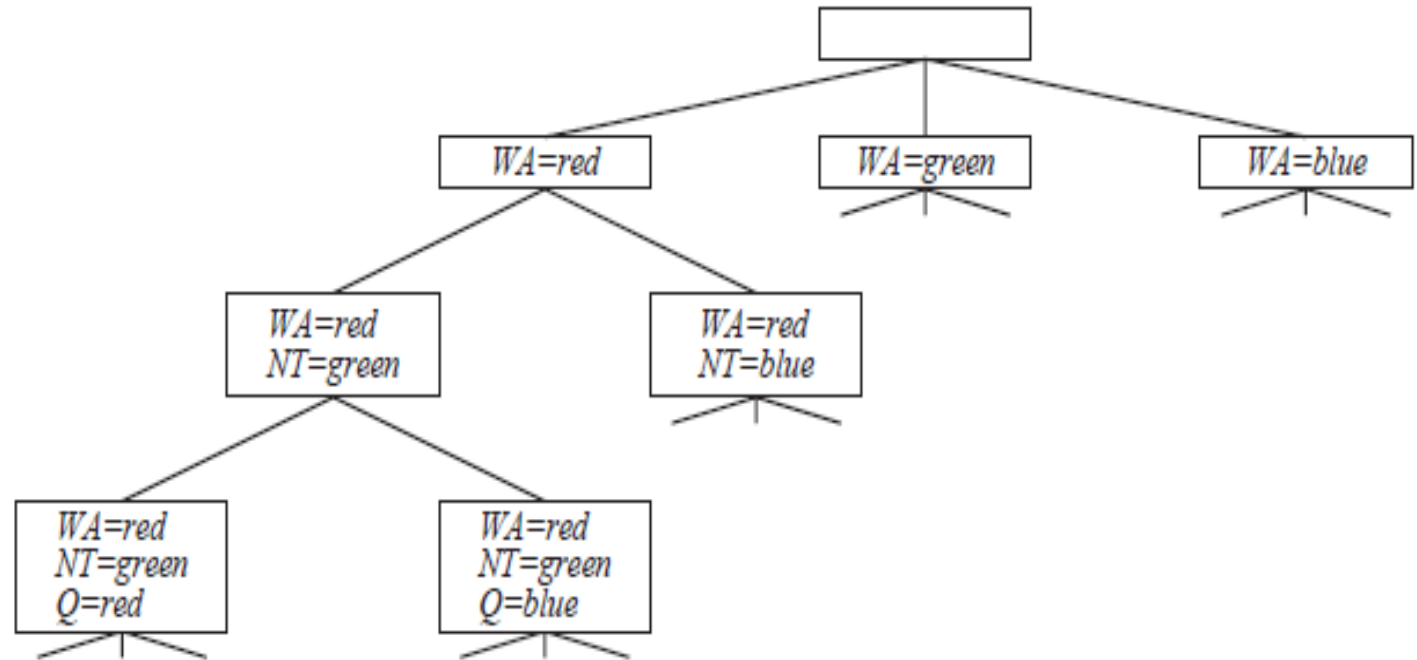 WA=red
WA=green
WA=blue
WA=red
NT=green
WA=red
NT=blue
WA=red
NT=green
Q=red
WA=red
NT=green
Q=blue